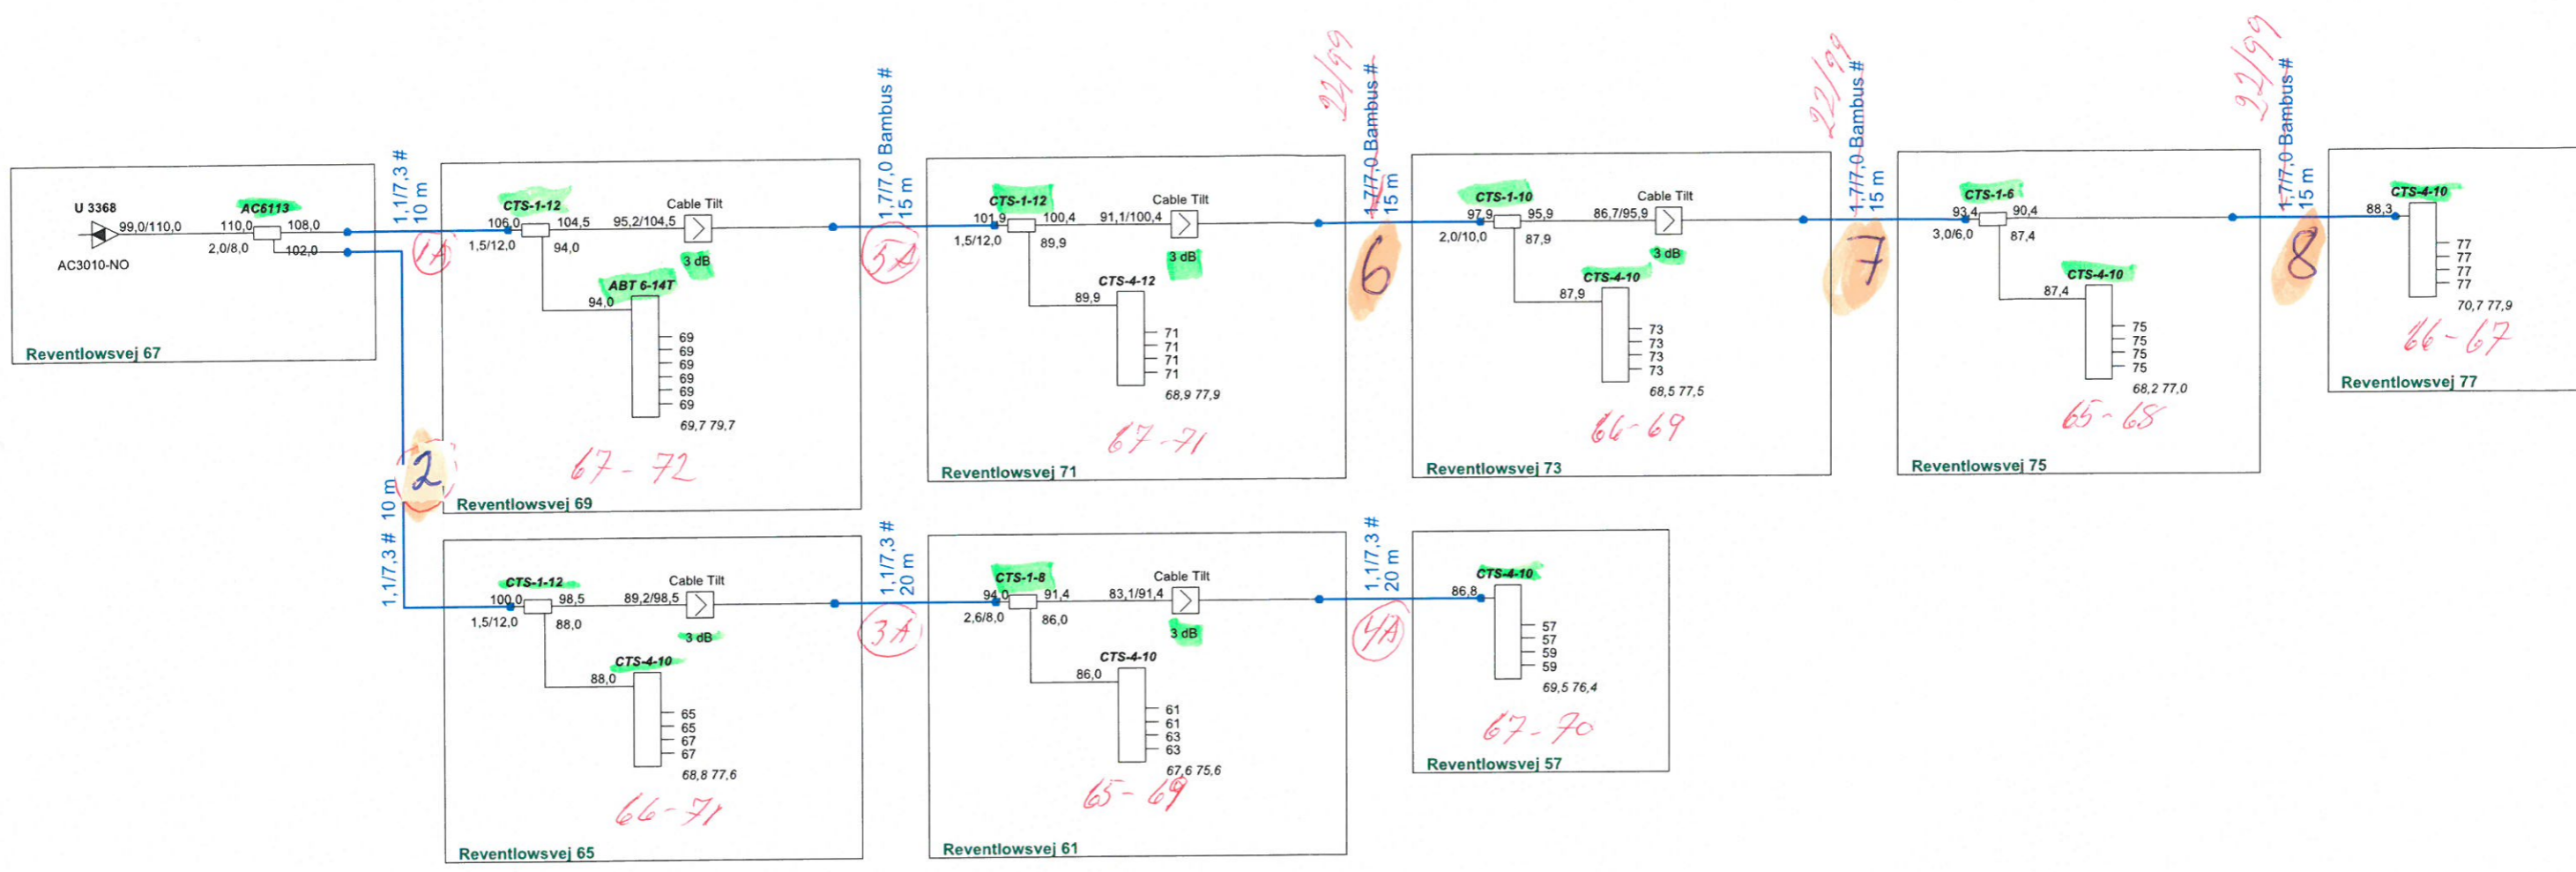 U 3368
99,0/110,0
AC3010-NO
AC6113
110,0
108,0
2,0/8,0
102,0
Reventlowsvej 67
1,1/7,3 #
10 m
1A
CTS-1-12
106,0
104,5
1,5/12,0
94,0
95,2/104,5
Cable Tilt
3 dB
ABT 6-14T
94,0
69
69
69
69
69
69
69,7 79,7
67-72
Reventlowsvej 69
1,7/7,0 Bambus #
15 m
5A
CTS-1-12
101,9
100,4
1,5/12,0
89,9
91,1/100,4
Cable Tilt
3 dB
CTS-4-12
89,9
71
71
71
71
68,9 77,9
67-71
Reventlowsvej 71
22/99
1,7/7,0 Bambus #
15 m
6
CTS-1-10
97,9
95,9
2,0/10,0
87,9
86,7/95,9
Cable Tilt
3 dB
CTS-4-10
87,9
73
73
73
73
68,5 77,5
66-69
Reventlowsvej 73
22/99
1,7/7,0 Bambus #
15 m
7
CTS-1-6
93,4
90,4
3,0/6,0
87,4
CTS-4-10
87,4
75
75
75
75
68,2 77,0
65-68
Reventlowsvej 75
22/99
1,7/7,0 Bambus #
15 m
8
CTS-4-10
88,3
77
77
77
77
70,7 77,9
66-67
Reventlowsvej 77
2
1,1/7,3 # 10 m
CTS-1-12
100,0
98,5
1,5/12,0
88,0
89,2/98,5
Cable Tilt
3 dB
CTS-4-10
88,0
65
65
67
67
68,8 77,6
66-71
Reventlowsvej 65
1,1/7,3 #
20 m
3A
CTS-1-8
94,0
91,4
2,6/8,0
86,0
83,1/91,4
Cable Tilt
3 dB
CTS-4-10
86,0
61
61
63
63
67,6 75,6
65-69
Reventlowsvej 61
1,1/7,3 #
20 m
4A
CTS-4-10
86,8
57
57
59
59
69,5 76,4
67-70
Reventlowsvej 57